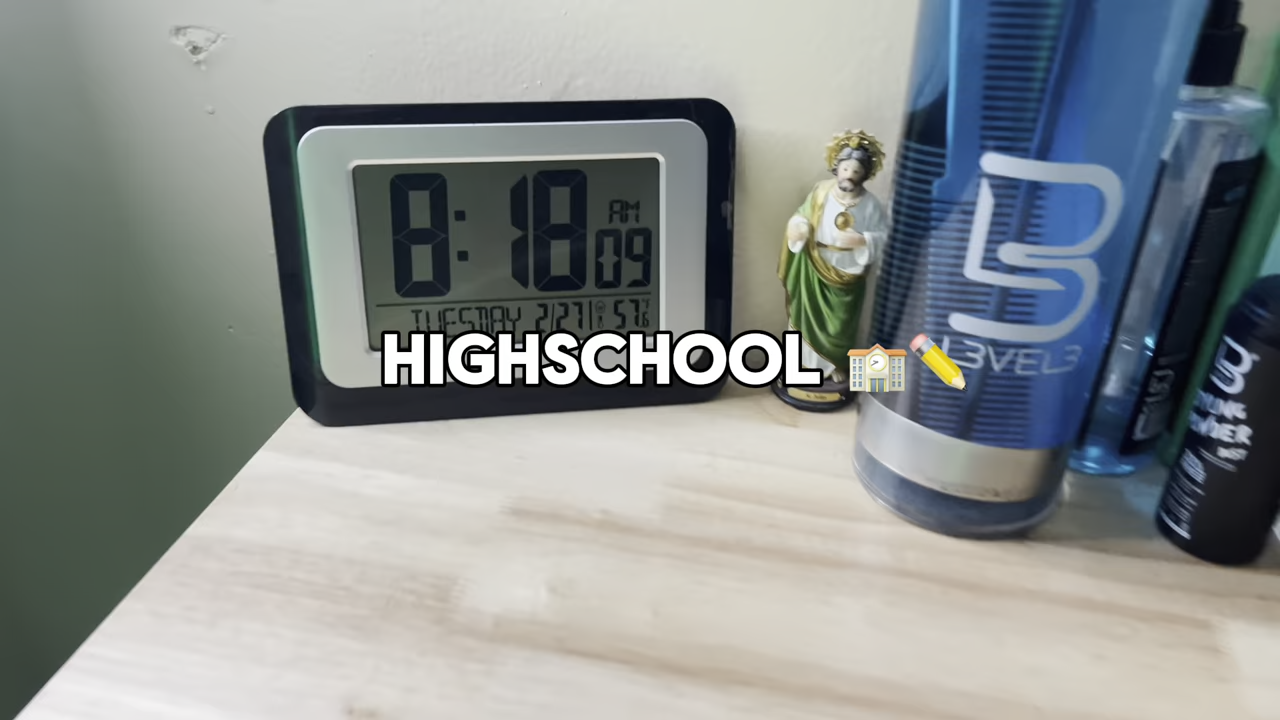 8:18 AM
09
TUESDAY 2/27 57
HIGHSCHOOL 🏫✏️
L3VEL3